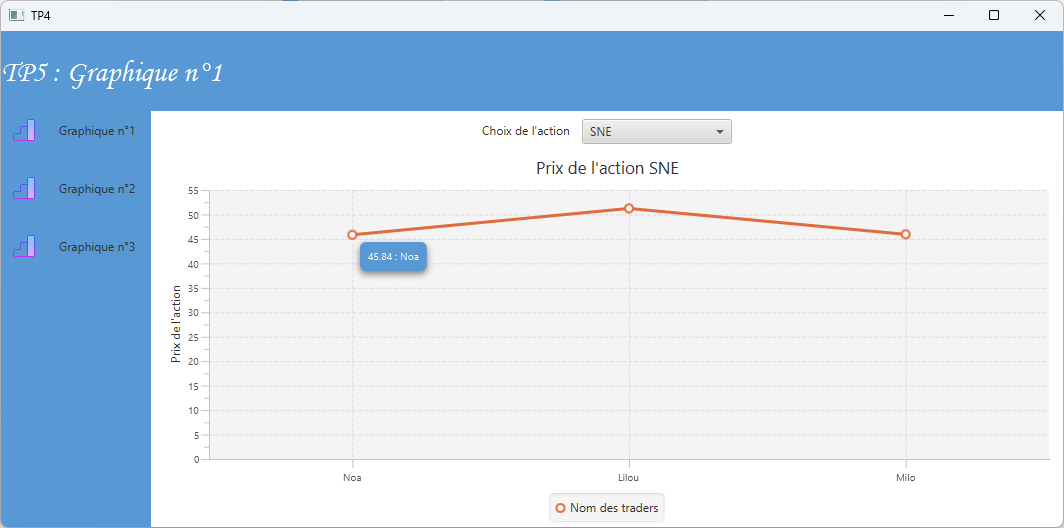 TP4
TP5 : Graphique n°1
Graphique n°1
Graphique n°2
Graphique n°3
Choix de l'action SNE
Prix de l'action SNE
Prix de l'action
55
50
45
40
35
30
25
20
15
10
5
0
45.84 : Noa
Noa Lilou Milo
Nom des traders